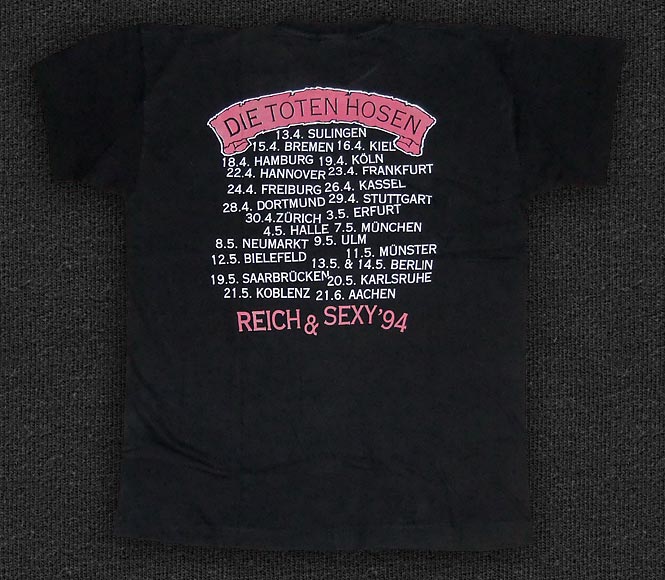 DIE TOTEN HOSEN
13.4. SULINGEN
15.4. BREMEN 16.4. KIEL
18.4. HAMBURG 19.4. KÖLN
22.4. HANNOVER 23.4. FRANKFURT
24.4. FREIBURG 26.4. KASSEL
28.4. DORTMUND 29.4. STUTTGART
30.4.ZÜRICH 3.5. ERFURT
4.5. HALLE 7.5. MÜNCHEN
8.5. NEUMARKT 9.5. ULM
12.5. BIELEFELD 11.5. MÜNSTER
13.5. & 14.5. BERLIN
19.5. SAARBRÜCKEN 20.5. KARLSRUHE
21.5. KOBLENZ 21.6. AACHEN
REICH & SEXY '94